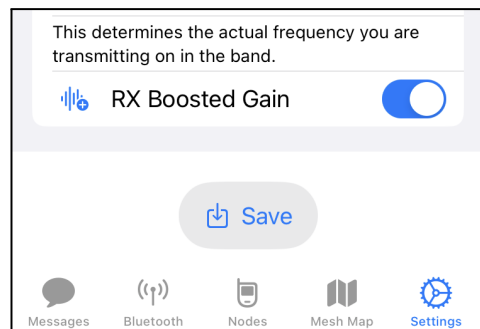 This determines the actual frequency you are
transmitting on in the band.
RX Boosted Gain
Save
Messages Bluetooth Nodes Mesh Map Settings